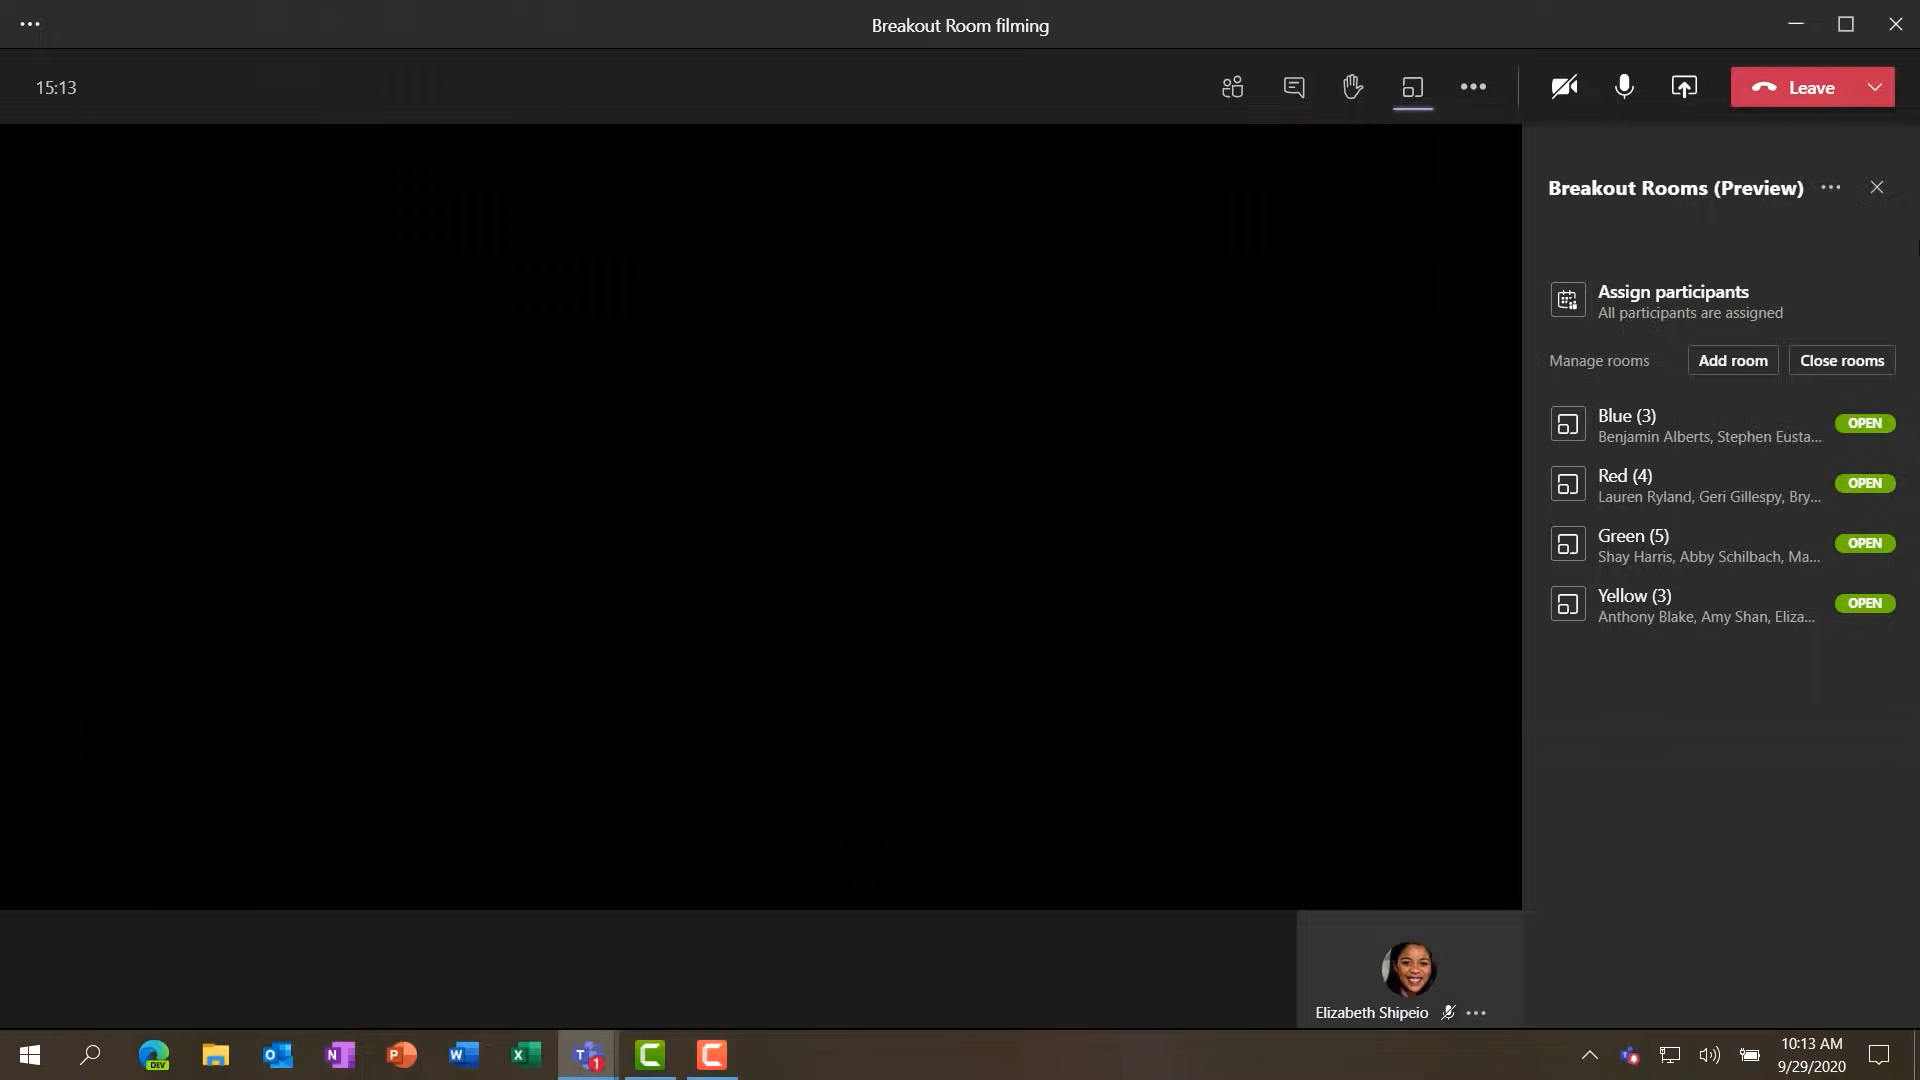 Breakout Room filming
15:13
Leave
Breakout Rooms (Preview)
Assign participants
All participants are assigned
Manage rooms
Add room
Close rooms
Blue (3)
Benjamin Alberts, Stephen Eusta...
OPEN
Red (4)
Lauren Ryland, Geri Gillespy, Bry...
OPEN
Green (5)
Shay Harris, Abby Schilbach, Ma...
OPEN
Yellow (3)
Anthony Blake, Amy Shan, Eliza...
OPEN
Elizabeth Shipeio
DEV
O
N
P
W
X
T
1
C
C
10:13 AM
9/29/2020